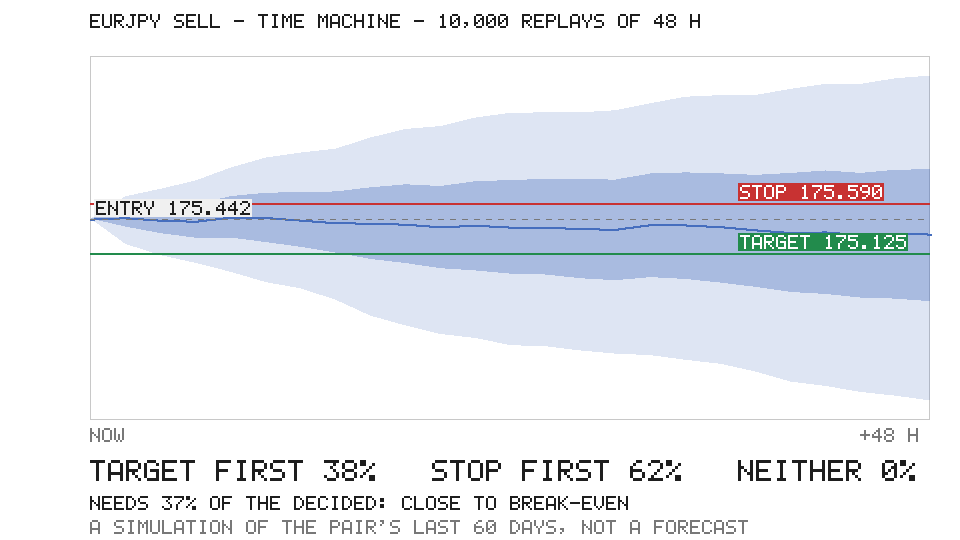 EURJPY SELL - TIME MACHINE - 10,000 REPLAYS OF 48 H
STOP 175.590
ENTRY 175.442
TARGET 175.125
NOW +48 H
TARGET FIRST 38% STOP FIRST 62% NEITHER 0%
NEEDS 37% OF THE DECIDED: CLOSE TO BREAK-EVEN
A SIMULATION OF THE PAIR'S LAST 60 DAYS, NOT A FORECAST